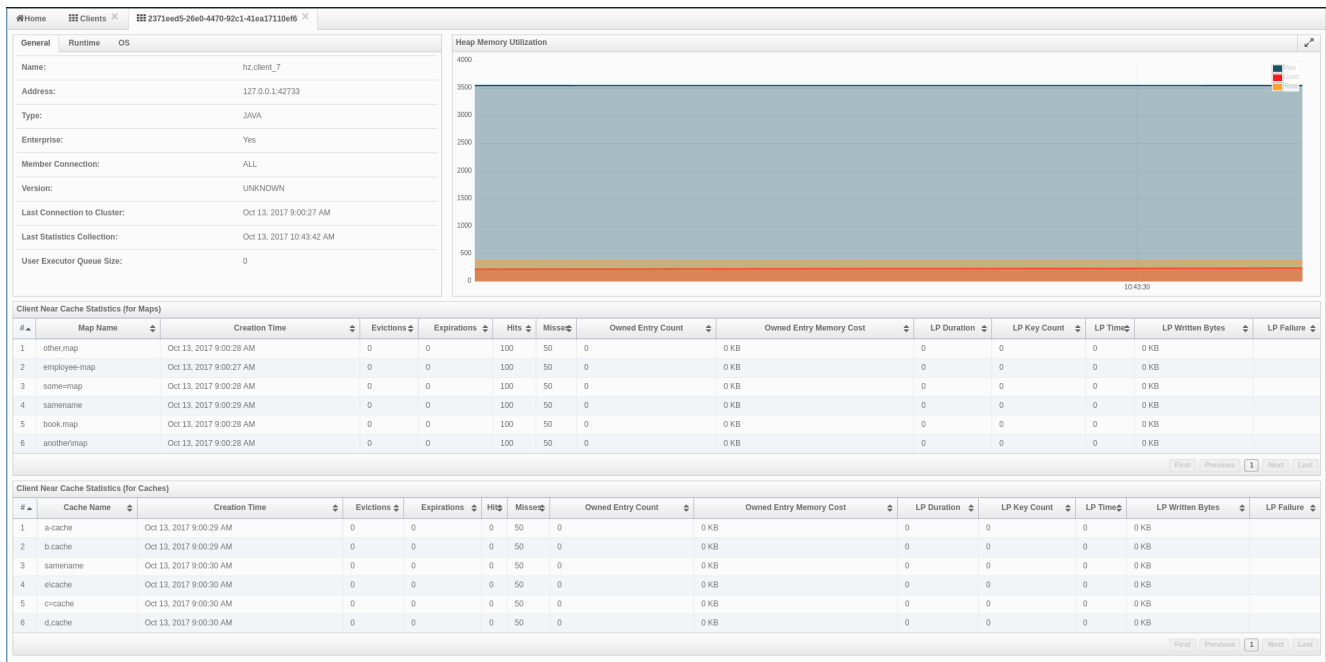 Home Clients 2371eed5-26e0-4470-92c1-41ea17110ef6
General Runtime OS
Name: hz.client_7
Address: 127.0.0.1:42733
Type: JAVA
Enterprise: Yes
Member Connection: ALL
Version: UNKNOWN
Last Connection to Cluster: Oct 13, 2017 9:00:27 AM
Last Statistics Collection: Oct 13, 2017 10:43:42 AM
User Executor Queue Size: 0
Heap Memory Utilization
4000
3500
3000
2500
2000
1500
1000
500
0
10:43:30
Client Near Cache Statistics (for Maps)
# Map Name Creation Time Evictions Expirations Hits Misses Owned Entry Count Owned Entry Memory Cost LP Duration LP Key Count LP Time LP Written Bytes LP Failure
1 other,map Oct 13, 2017 9:00:28 AM 0 0 100 50 0 0 KB 0 0 0 0 KB
2 employee-map Oct 13, 2017 9:00:27 AM 0 0 100 50 0 0 KB 0 0 0 0 KB
3 some=map Oct 13, 2017 9:00:28 AM 0 0 100 50 0 0 KB 0 0 0 0 KB
4 samename Oct 13, 2017 9:00:29 AM 0 0 100 50 0 0 KB 0 0 0 0 KB
5 book.map Oct 13, 2017 9:00:28 AM 0 0 100 50 0 0 KB 0 0 0 0 KB
6 another\map Oct 13, 2017 9:00:28 AM 0 0 100 50 0 0 KB 0 0 0 0 KB
First Previous 1 Next Last
Client Near Cache Statistics (for Caches)
# Cache Name Creation Time Evictions Expirations Hits Misses Owned Entry Count Owned Entry Memory Cost LP Duration LP Key Count LP Time LP Written Bytes LP Failure
1 a-cache Oct 13, 2017 9:00:29 AM 0 0 0 50 0 0 KB 0 0 0 0 KB
2 b.cache Oct 13, 2017 9:00:29 AM 0 0 0 50 0 0 KB 0 0 0 0 KB
3 samename Oct 13, 2017 9:00:30 AM 0 0 0 50 0 0 KB 0 0 0 0 KB
4 e\cache Oct 13, 2017 9:00:30 AM 0 0 0 50 0 0 KB 0 0 0 0 KB
5 c=cache Oct 13, 2017 9:00:30 AM 0 0 0 50 0 0 KB 0 0 0 0 KB
6 d,cache Oct 13, 2017 9:00:30 AM 0 0 0 50 0 0 KB 0 0 0 0 KB
First Previous 1 Next Last